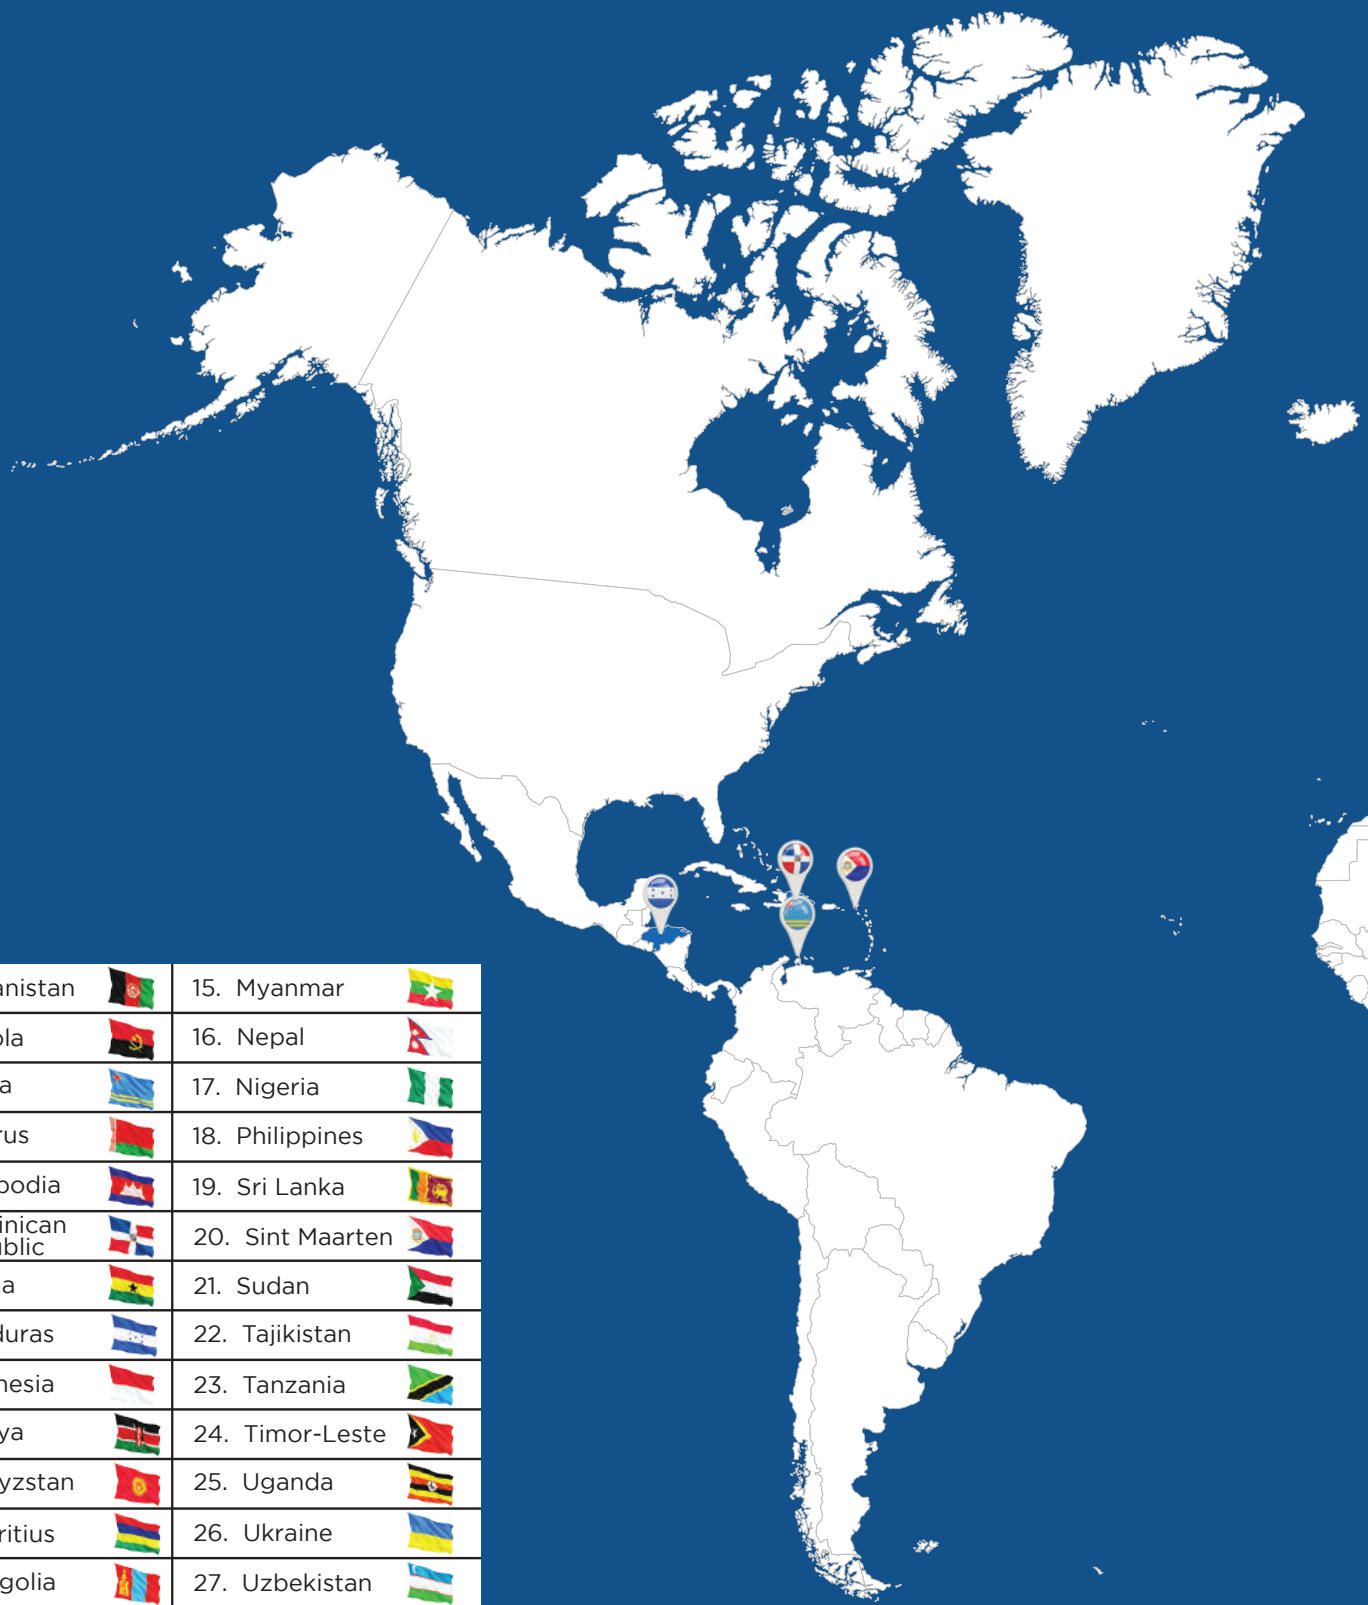 anistan
15. Myanmar
ola
16. Nepal
a
17. Nigeria
rus
18. Philippines
bodia
19. Sri Lanka
inican
blic
20. Sint Maarten
a
21. Sudan
duras
22. Tajikistan
nesia
23. Tanzania
ya
24. Timor-Leste
yzstan
25. Uganda
ritius
26. Ukraine
golia
27. Uzbekistan